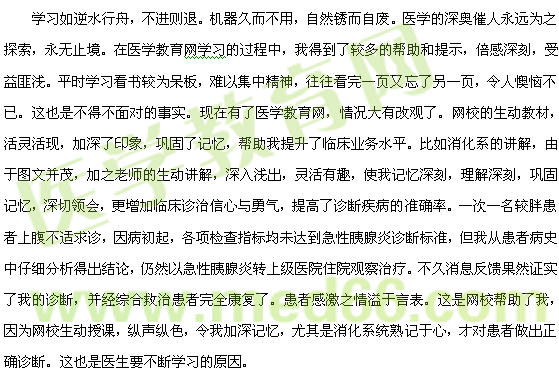 学习如逆水行舟，不进则退。机器久而不用，自然锈而自废。医学的深奥催人永远为之
探索，永无止境。在医学教育网学习的过程中，我得到了较多的帮助和提示，倍感深刻，受
益匪浅。平时学习看书较为呆板，难以集中精神，往往看完一页又忘了另一页，令人懊恼不
已。这也是不得不面对的事实。现在有了医学教育网，情况大有改观了。网校的生动教材，
活灵活现，加深了印象，巩固了记忆，帮助我提升了临床业务水平。比如消化系的讲解，由
于图文并茂，加之老师的生动讲解，深入浅出，灵活有趣，使我记忆深刻，理解深刻，巩固
记忆，深切领会，更增加临床诊治信心与勇气，提高了诊断疾病的准确率。一次一名较胖患
者上腹不适求诊，因病初起，各项检查指标均未达到急性胰腺炎诊断标准，但我从患者病史
中仔细分析得出结论，仍然以急性胰腺炎转上级医院住院观察治疗。不久消息反馈果然证实
了我的诊断，并经综合救治患者完全康复了。患者感激之情溢于言表。这是网校帮助了我，
因为网校生动授课，纵声纵色，令我加深记忆，尤其是消化系统熟记于心，才对患者做出正
确诊断。这也是医生要不断学习的原因。
医学教育网
www.med66.com